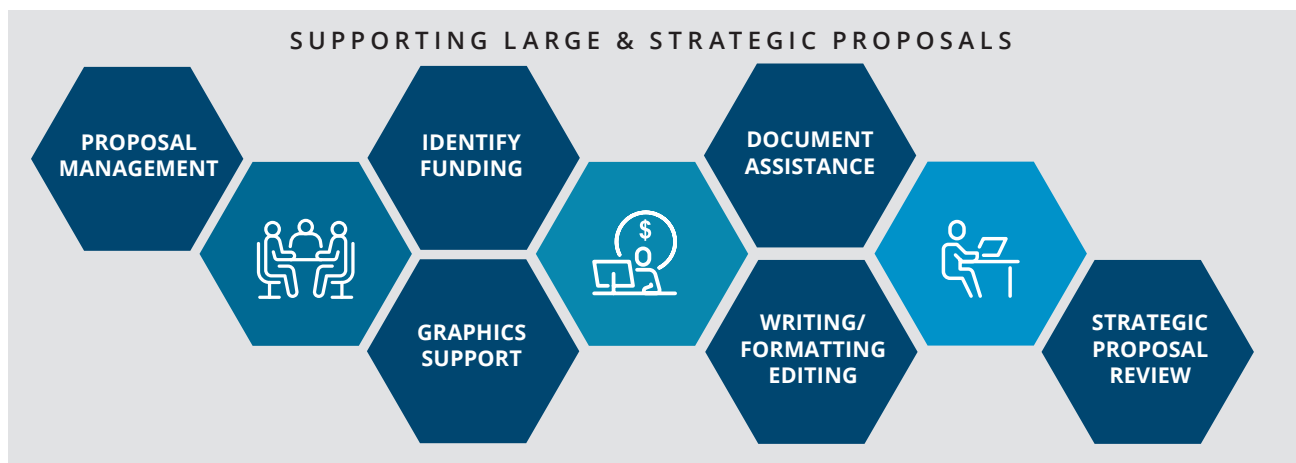 SUPPORTING LARGE & STRATEGIC PROPOSALS
PROPOSAL
MANAGEMENT
IDENTIFY
FUNDING
DOCUMENT
ASSISTANCE
$
GRAPHICS
SUPPORT
WRITING/
FORMATTING
EDITING
STRATEGIC
PROPOSAL
REVIEW